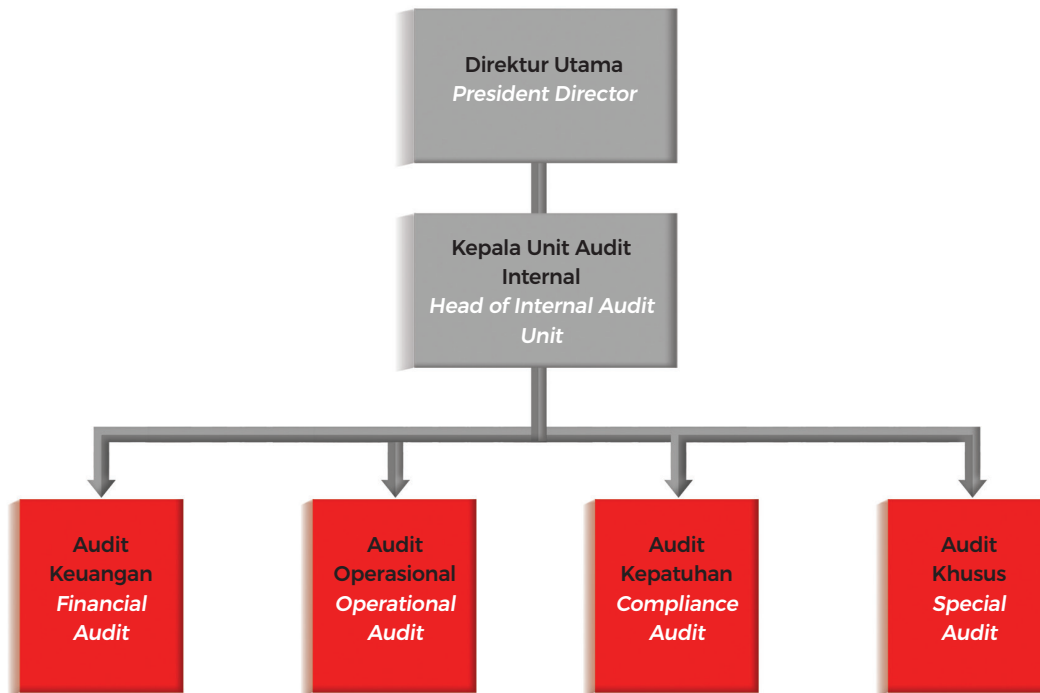 Direktur Utama
President Director
Kepala Unit Audit
Internal
Head of Internal Audit
Unit
Audit
Keuangan
Financial
Audit
Audit
Operasional
Operational
Audit
Audit
Kepatuhan
Compliance
Audit
Audit
Khusus
Special
Audit